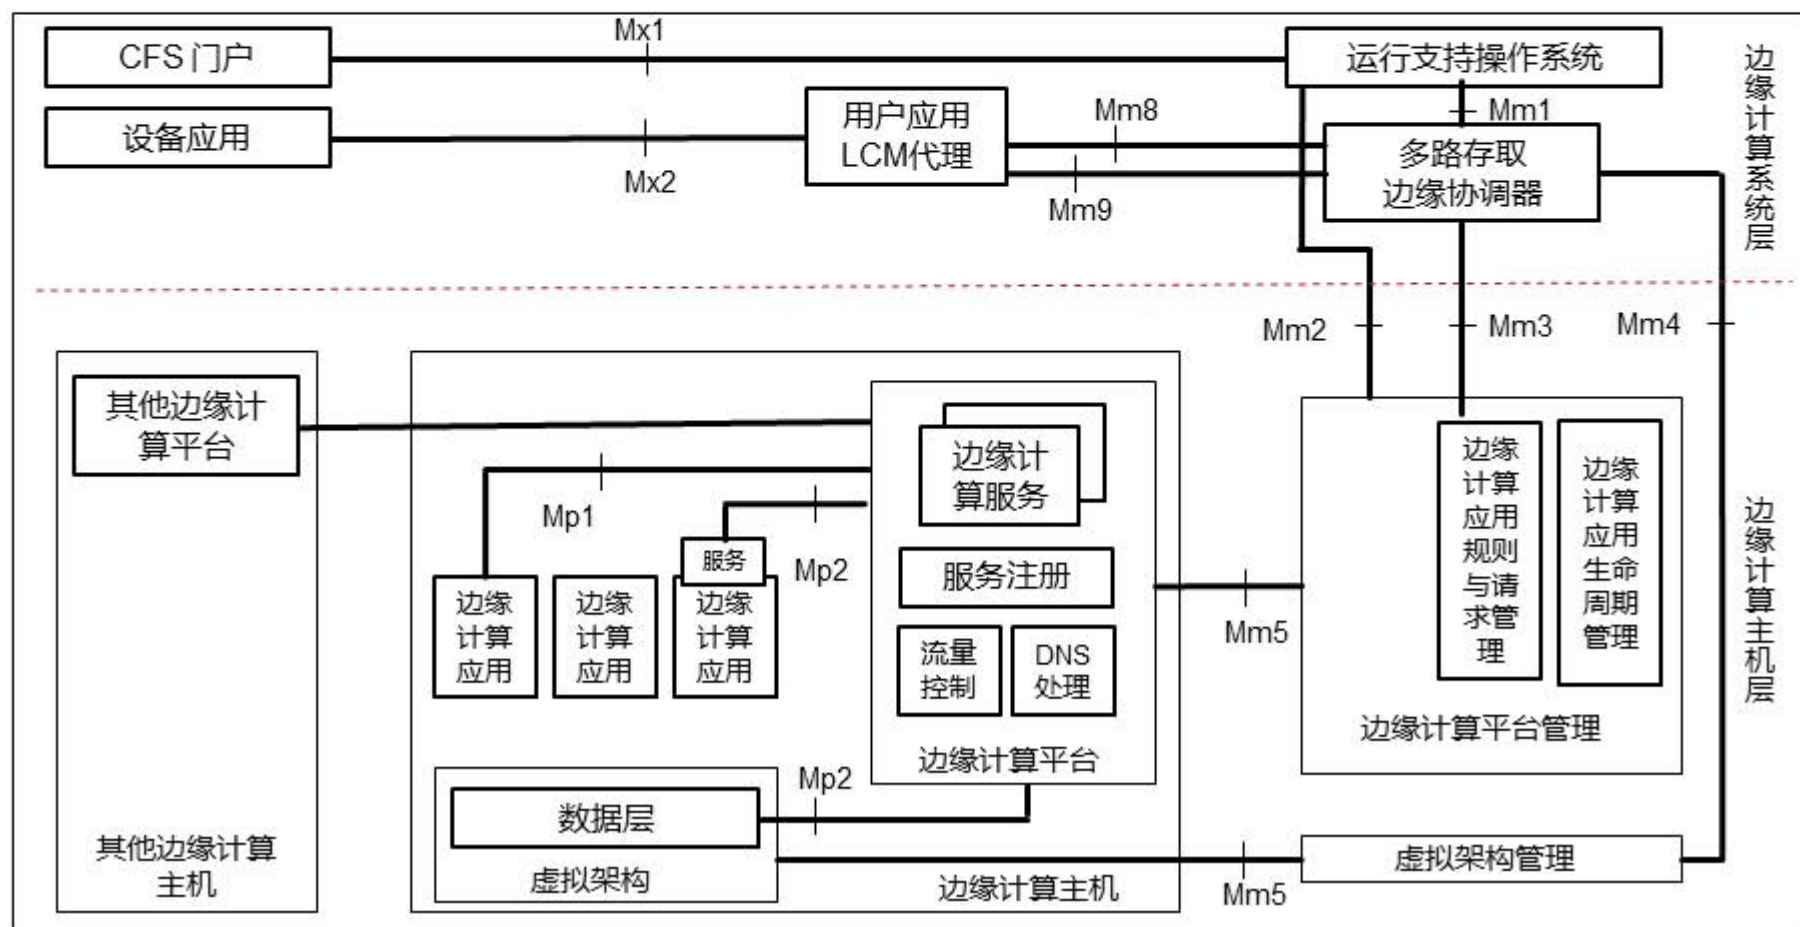 Mx1
CFS门户
运行支持操作系统
设备应用
Mx2
用户应用
LCM代理
Mm8
Mm9
Mm1
多路存取
边缘协调器
边缘计算系统层
Mm2
Mm3
Mm4
其他边缘计
算平台
其他边缘计算
主机
Mp1
Mp2
服务
边缘
计算
应用
边缘
计算
应用
边缘
计算
应用
边缘计
算服务
服务注册
流量
控制
DNS
处理
边缘计算平台
Mm5
边缘
计算
应用
规则
与请
求管
理
边缘
计算
应用
生命
周期
管理
边缘计算平台管理
边缘计算主机层
数据层
Mp2
虚拟架构
边缘计算主机
Mm5
虚拟架构管理